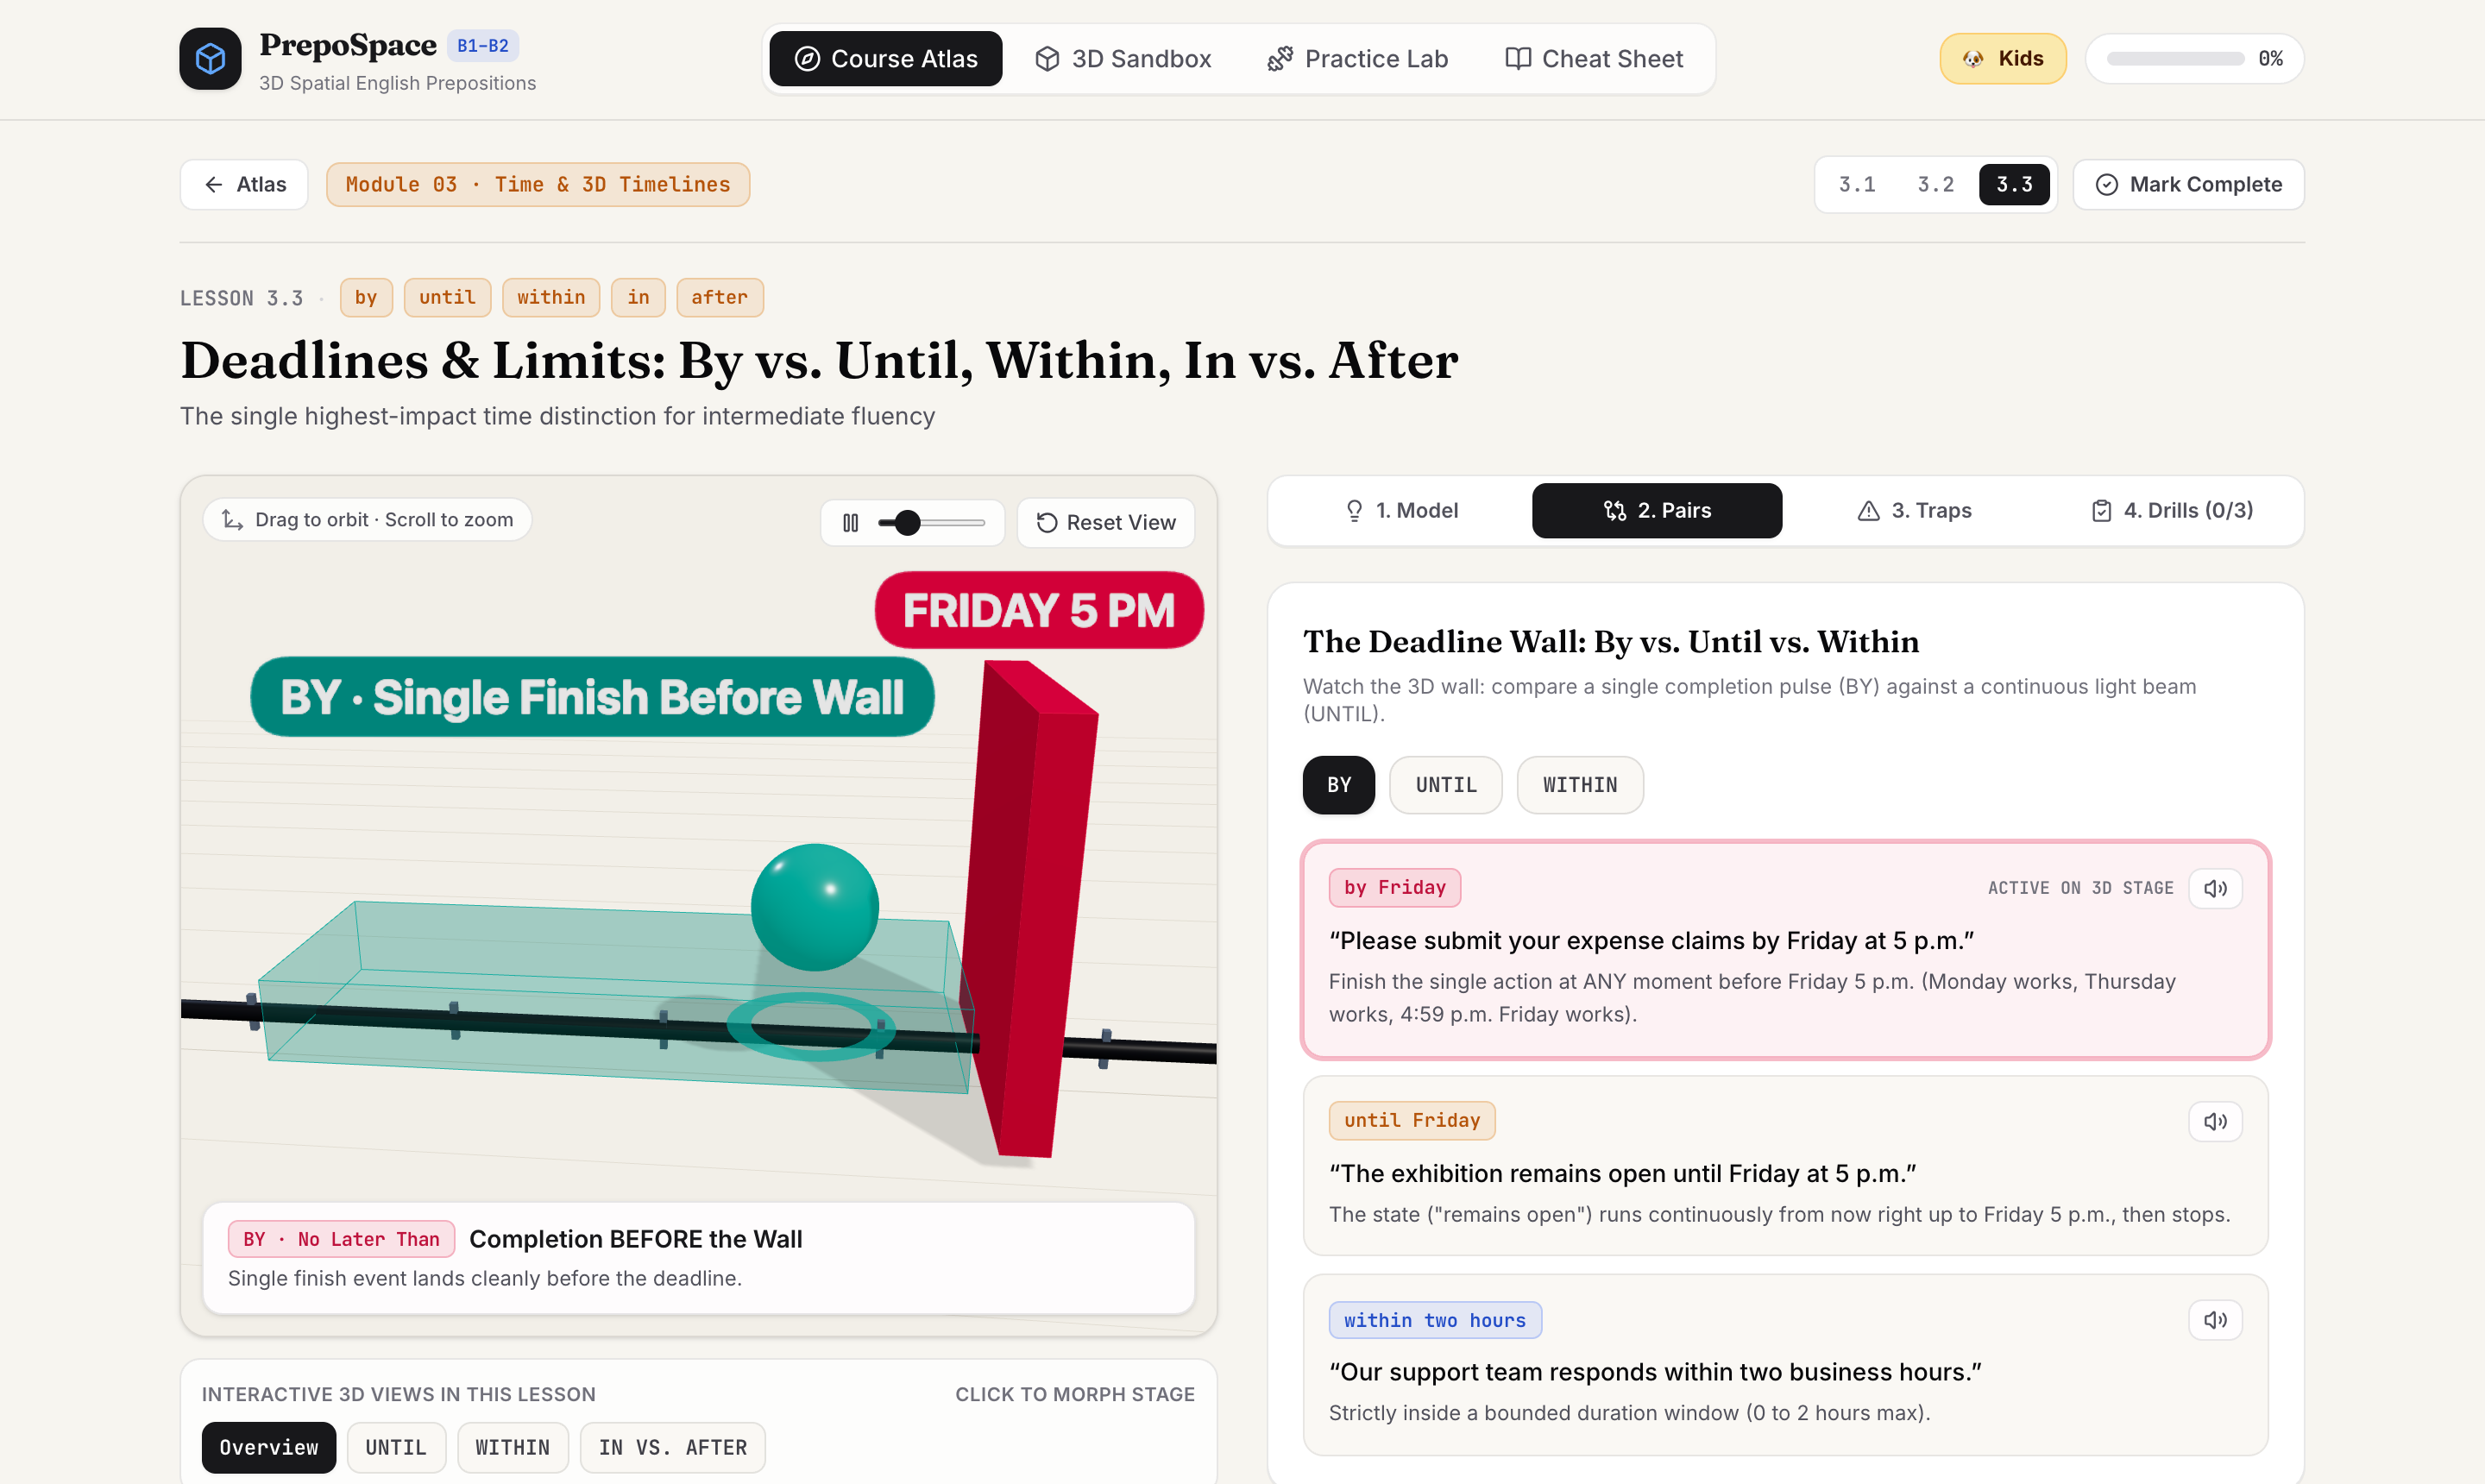 PrepoSpace B1–B2
3D Spatial English Prepositions
Course Atlas
3D Sandbox
Practice Lab
Cheat Sheet
Kids
0%
Atlas
Module 03 · Time & 3D Timelines
3.1
3.2
3.3
Mark Complete
LESSON 3.3 · by until within in after
Deadlines & Limits: By vs. Until, Within, In vs. After
The single highest-impact time distinction for intermediate fluency
Drag to orbit · Scroll to zoom
Reset View
FRIDAY 5 PM
BY · Single Finish Before Wall
BY · No Later Than Completion BEFORE the Wall
Single finish event lands cleanly before the deadline.
INTERACTIVE 3D VIEWS IN THIS LESSON
CLICK TO MORPH STAGE
Overview
UNTIL
WITHIN
IN VS. AFTER
1. Model
2. Pairs
3. Traps
4. Drills (0/3)
The Deadline Wall: By vs. Until vs. Within
Watch the 3D wall: compare a single completion pulse (BY) against a continuous light beam
(UNTIL).
BY
UNTIL
WITHIN
by Friday
ACTIVE ON 3D STAGE
“Please submit your expense claims by Friday at 5 p.m.”
Finish the single action at ANY moment before Friday 5 p.m. (Monday works, Thursday
works, 4:59 p.m. Friday works).
until Friday
“The exhibition remains open until Friday at 5 p.m.”
The state ("remains open") runs continuously from now right up to Friday 5 p.m., then stops.
within two hours
“Our support team responds within two business hours.”
Strictly inside a bounded duration window (0 to 2 hours max).